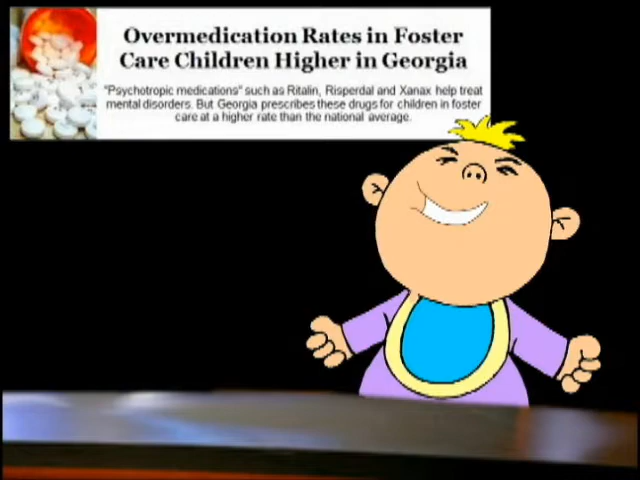 Overmedication Rates in Foster
Care Children Higher in Georgia
"Psychotropic medications" such as Ritalin, Risperdal and Xanax help treat
mental disorders. But Georgia prescribes these drugs for children in foster
care at a higher rate than the national average.